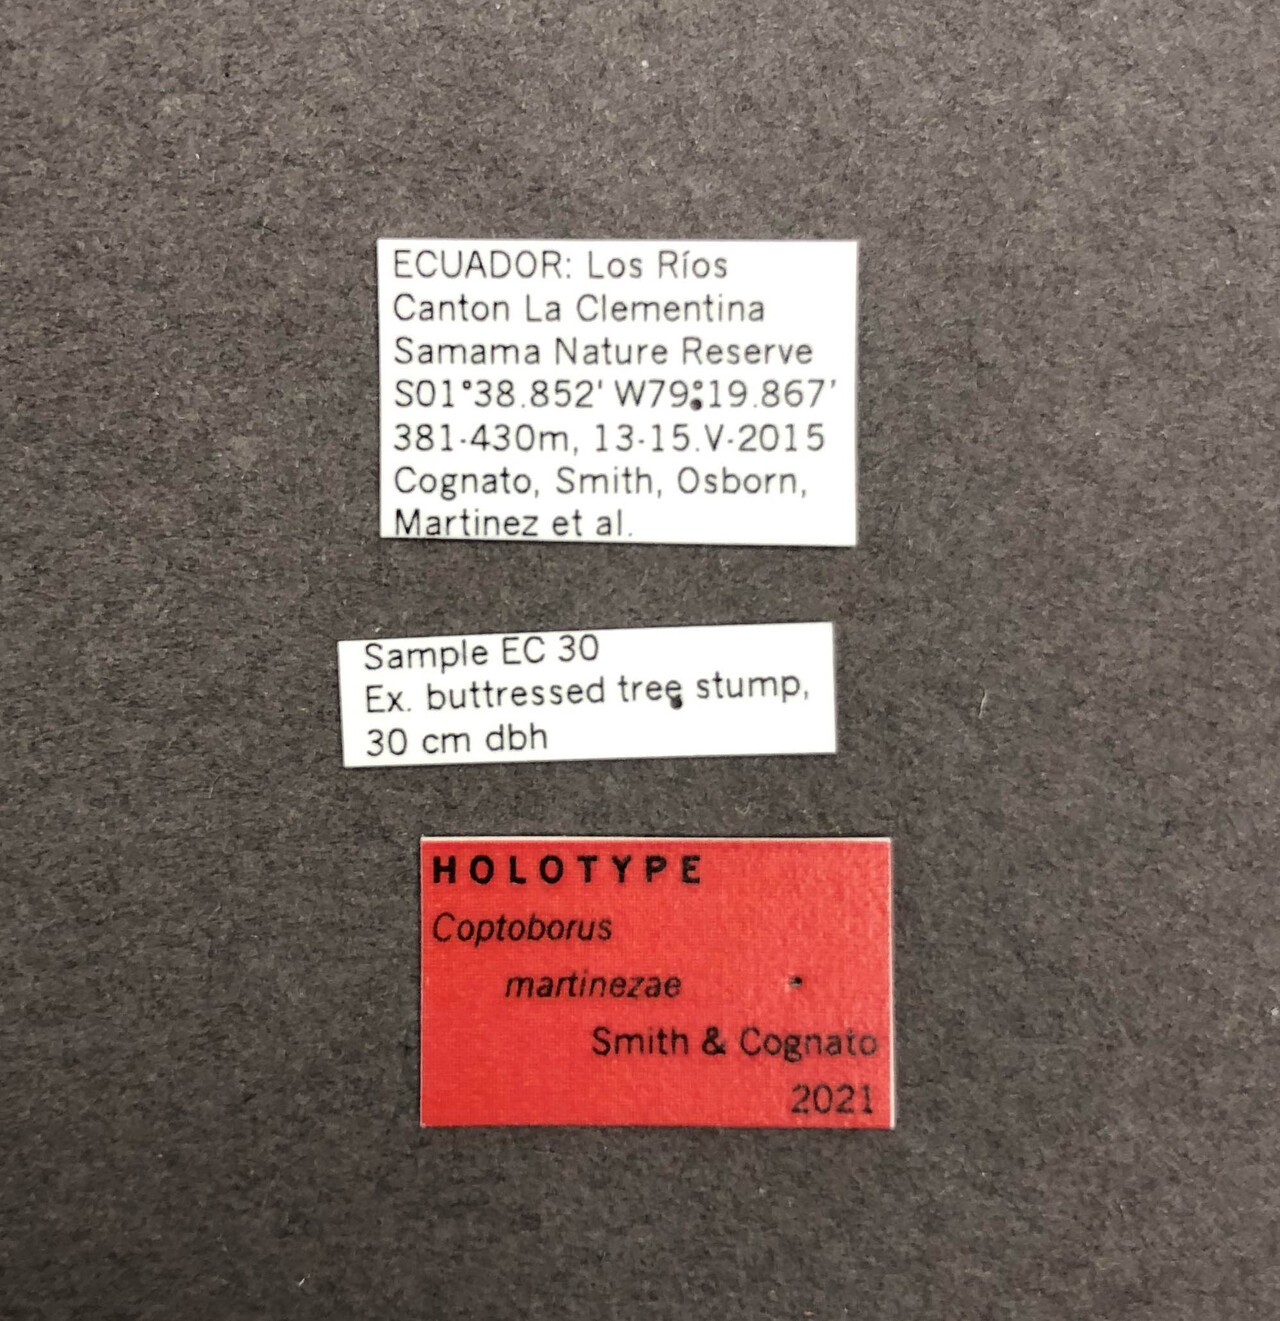 ECUADOR: Los Ríos
Canton La Clementina
Samama Nature Reserve
S01°38.852' W79°19.867'
381-430m, 13-15.V-2015
Cognato, Smith, Osborn,
Martinez et al.
Sample EC 30
Ex. buttressed tree stump,
30 cm dbh
HOLOTYPE
Coptoborus
martinezae
Smith & Cognato
2021